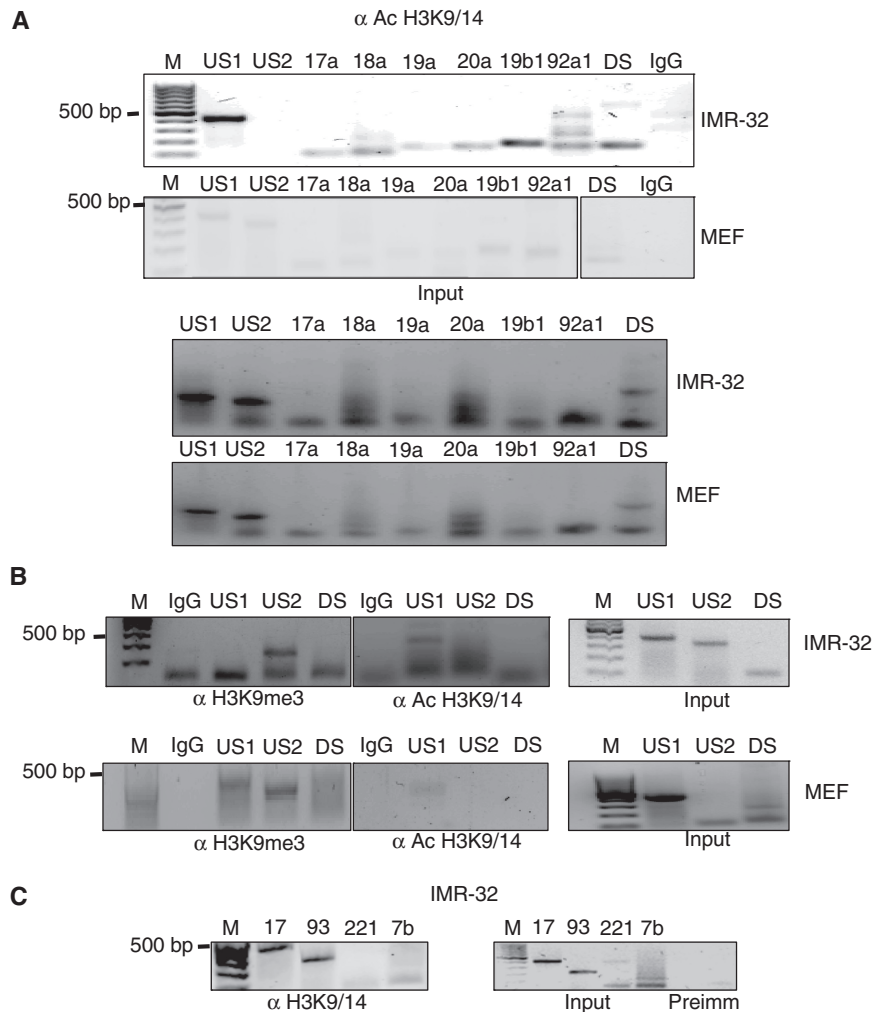 A
α Ac H3K9/14
M US1 US2 17a 18a 19a 20a 19b1 92a1 DS IgG
500 bp
IMR-32
M US1 US2 17a 18a 19a 20a 19b1 92a1 DS IgG
500 bp
MEF
Input
US1 US2 17a 18a 19a 20a 19b1 92a1 DS
IMR-32
US1 US2 17a 18a 19a 20a 19b1 92a1 DS
MEF
B
M IgG US1 US2 DS IgG US1 US2 DS M US1 US2 DS
500 bp
IMR-32
α H3K9me3 α Ac H3K9/14 Input
M IgG US1 US2 DS IgG US1 US2 DS M US1 US2 DS
500 bp
MEF
α H3K9me3 α Ac H3K9/14 Input
C
IMR-32
M 17 93 221 7b M 17 93 221 7b
500 bp
α H3K9/14 Input Preimm